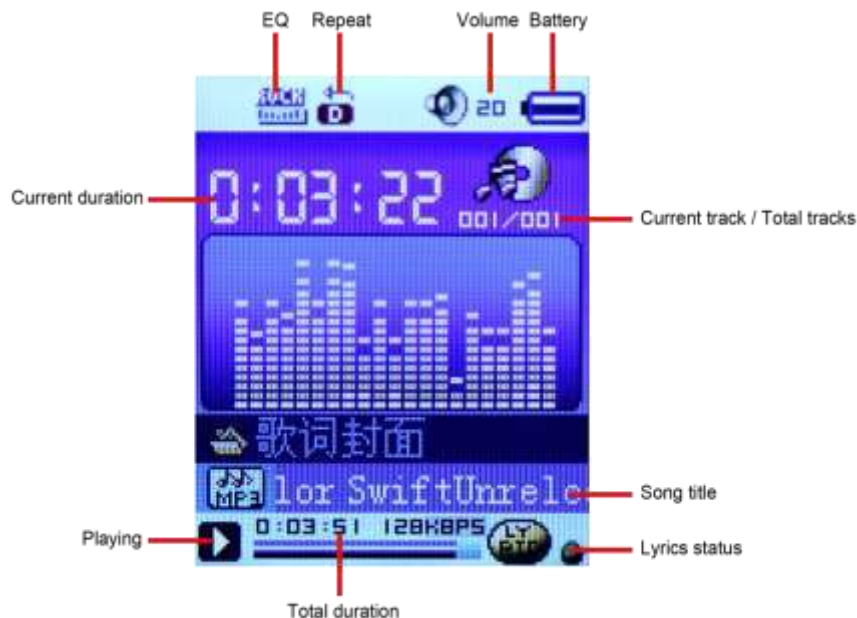 EQ Repeat Volume Battery
ROCK D 20
Current duration 0:03:22
001/001 Current track / Total tracks
歌词封面
MP3 lor SwiftUnrele Song title
Playing 0:03:51 128KBPS
Lyrics status
Total duration